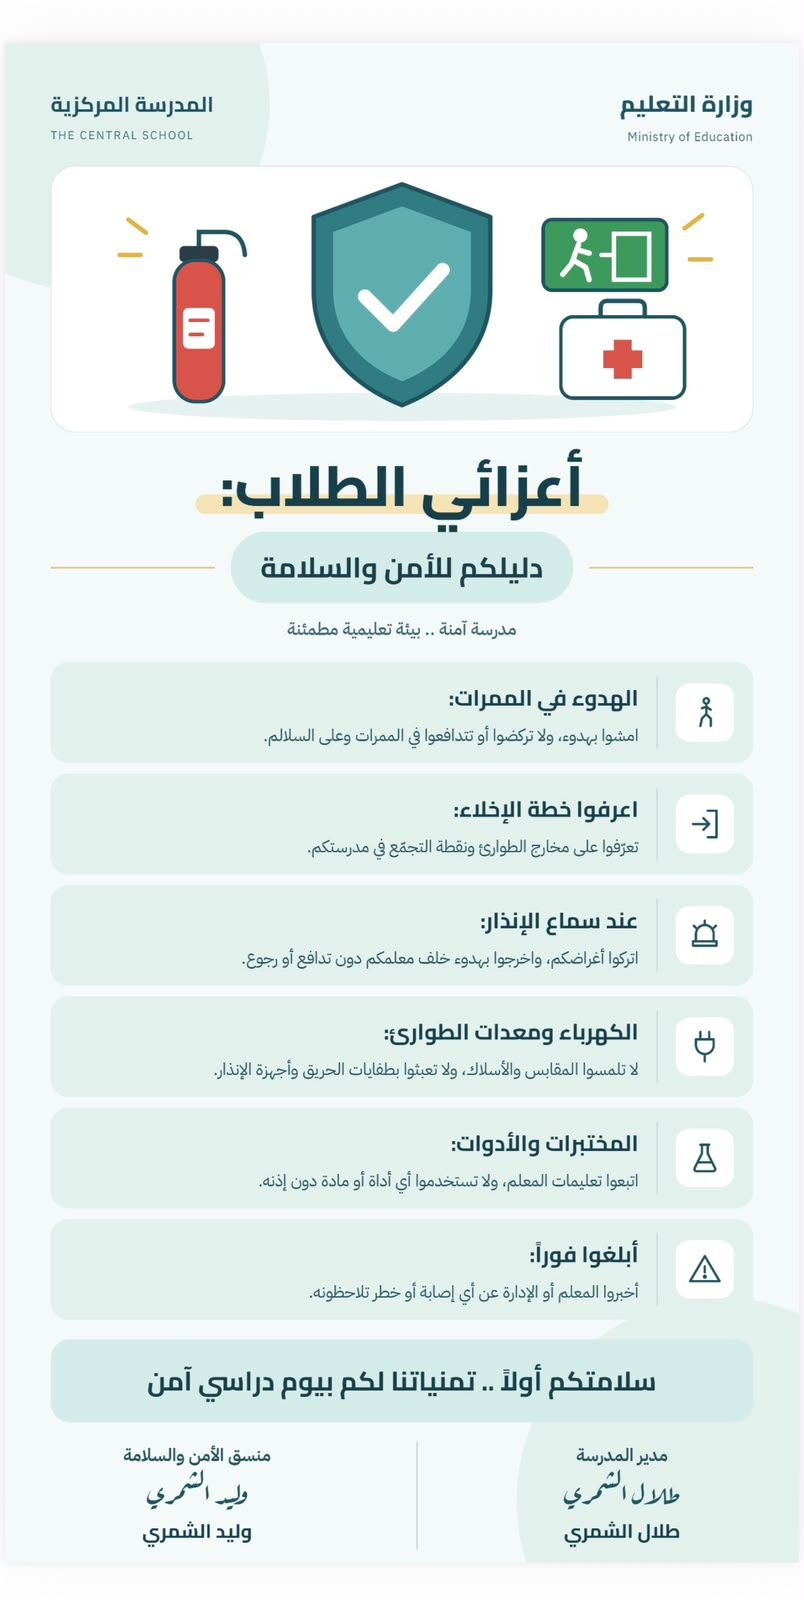 وزارة التعليم
Ministry of Education
المدرسة المركزية
THE CENTRAL SCHOOL
أعزائي الطلاب:
دليلكم للأمن والسلامة
مدرسة آمنة .. بيئة تعليمية مطمئنة
الهدوء في الممرات:
امشوا بهدوء، ولا تركضوا أو تتدافعوا في الممرات وعلى السلالم.
اعرفوا خطة الإخلاء:
تعرّفوا على مخارج الطوارئ ونقطة التجمّع في مدرستكم.
عند سماع الإنذار:
اتركوا أغراضكم، واخرجوا بهدوء خلف معلمكم دون تدافع أو رجوع.
الكهرباء ومعدات الطوارئ:
لا تلمسوا المقابس والأسلاك، ولا تعبثوا بطفايات الحريق وأجهزة الإنذار.
المختبرات والأدوات:
اتبعوا تعليمات المعلم، ولا تستخدموا أي أداة أو مادة دون إذنه.
أبلغوا فوراً:
أخبروا المعلم أو الإدارة عن أي إصابة أو خطر تلاحظونه.
سلامتكم أولاً .. تمنياتنا لكم بيوم دراسي آمن
مدير المدرسة
طلال الشمري
طلال الشمري
منسق الأمن والسلامة
وليد الشمري
وليد الشمري